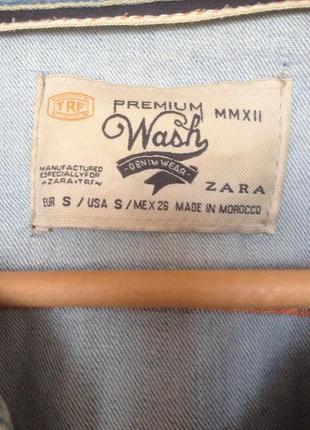 TRF
PREMIUM
MMXII
Wash
DENIM WEAR
MANUFACTURED
ESPECIALLY FOR
"ZARA-TRF"
ZARA
EUR S / USA S / MEX 26 MADE IN MOROCCO